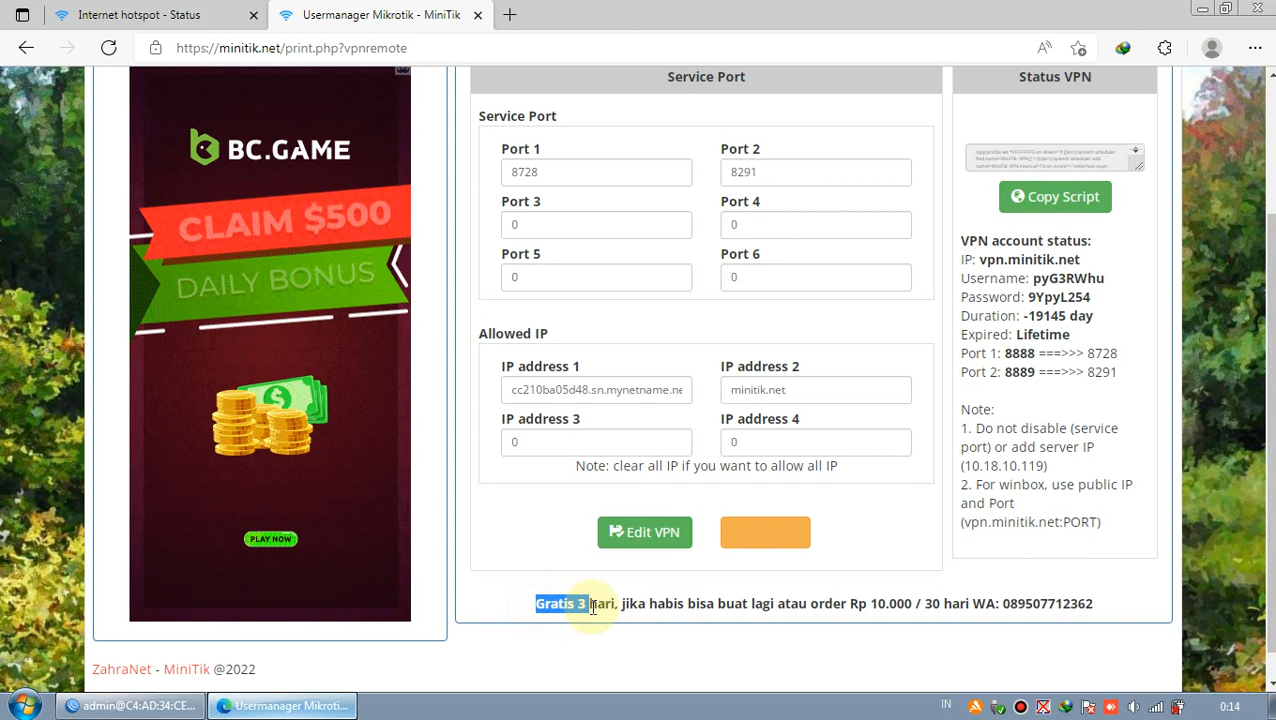 Internet hotspot - Status
Usermanager Mikrotik - MiniTik
https://minitik.net/print.php?vpnremote
BC.GAME
CLAIM $500
DAILY BONUS
PLAY NOW
Service Port
Service Port
Port 1
Port 2
8728
8291
Port 3
Port 4
0
0
Port 5
Port 6
0
0
Allowed IP
IP address 1
IP address 2
cc210ba05d48.sn.mynetname.ne
minitik.net
IP address 3
IP address 4
0
0
Note: clear all IP if you want to allow all IP
Edit VPN
Gratis 3 hari, jika habis bisa buat lagi atau order Rp 10.000 / 30 hari WA: 089507712362
Status VPN
Copy Script
VPN account status:
IP: vpn.minitik.net
Username: pyG3RWhu
Password: 9YpyL254
Duration: -19145 day
Expired: Lifetime
Port 1: 8888 ===>>> 8728
Port 2: 8889 ===>>> 8291
Note:
1. Do not disable (service
port) or add server IP
(10.18.10.119)
2. For winbox, use public IP
and Port
(vpn.minitik.net:PORT)
ZahraNet - MiniTik @2022
admin@C4:AD:34:CE...
Usermanager Mikroti...
IN
0:14